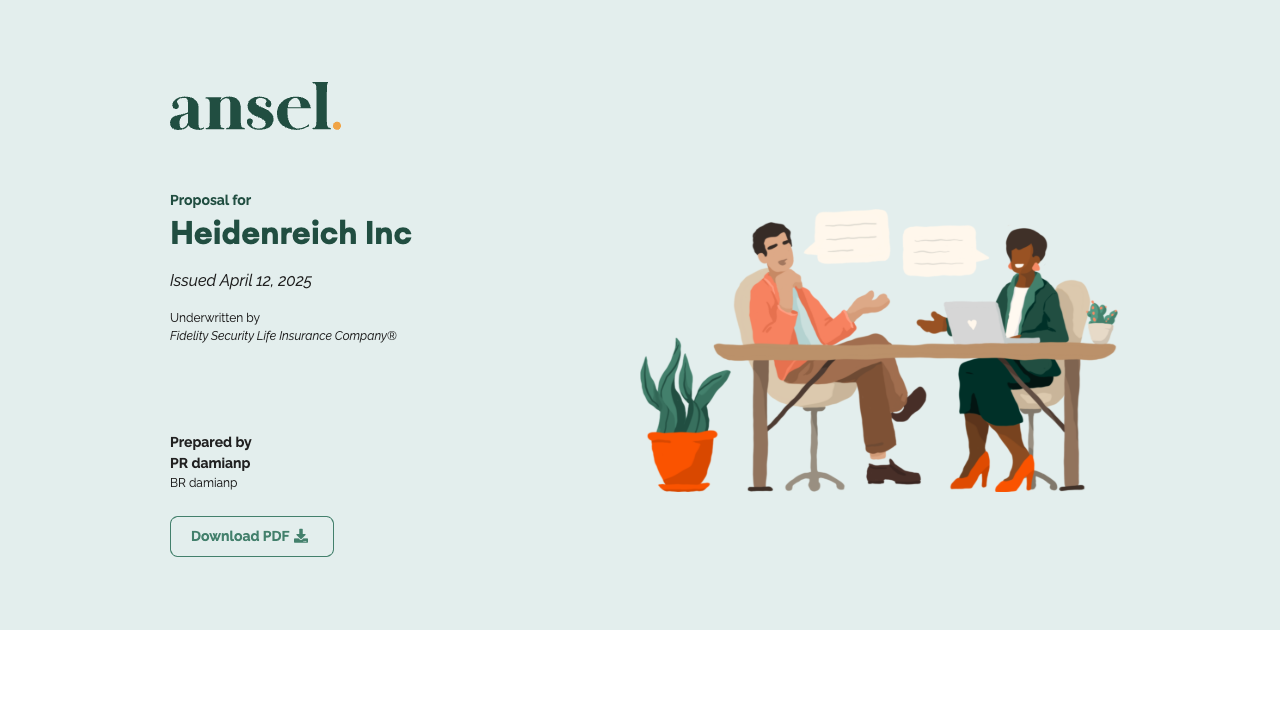 ansel.
Proposal for
Heidenreich Inc
Issued April 12, 2025
Underwritten by
Fidelity Security Life Insurance Company®
Prepared by
PR damianp
BR damianp
Download PDF